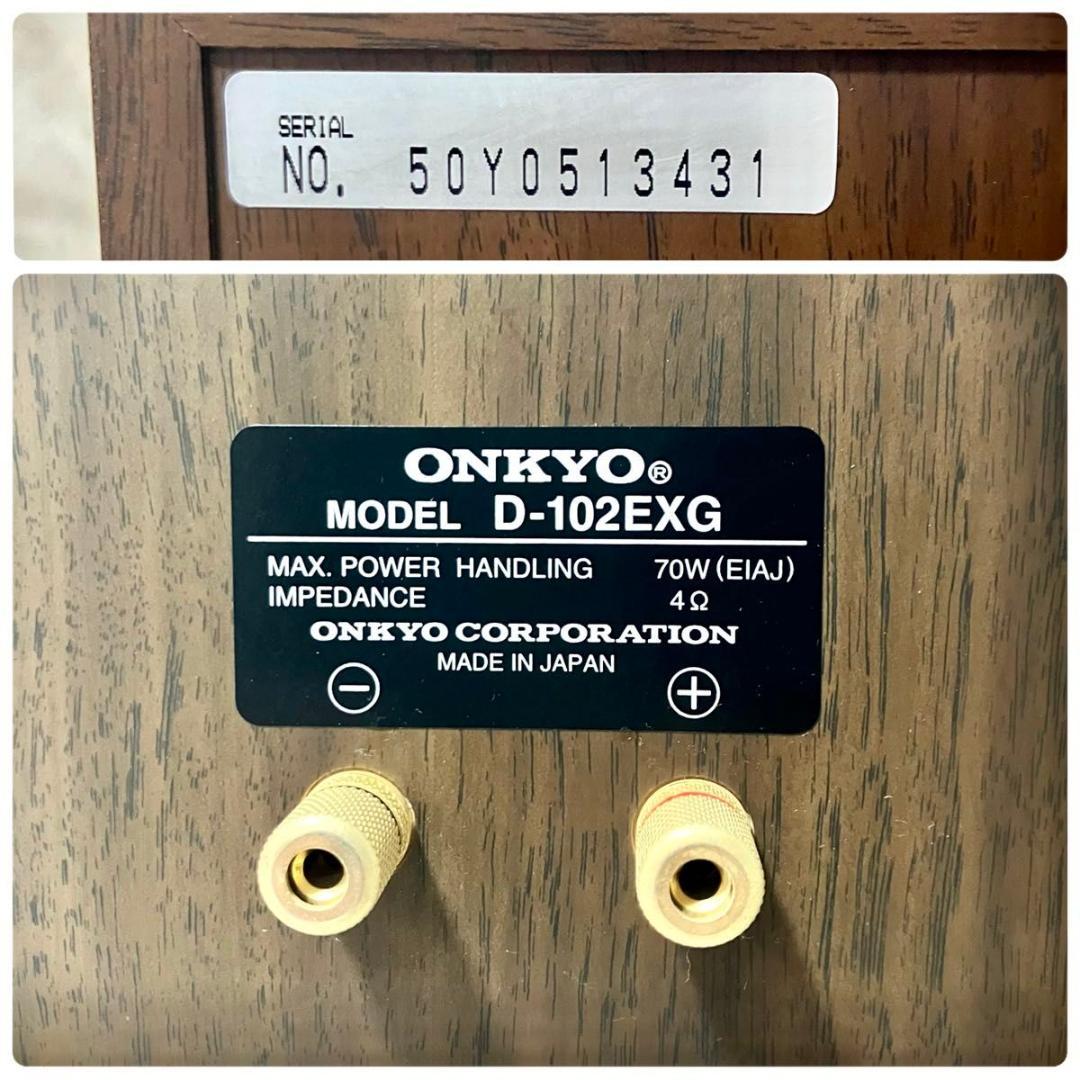 SERIAL
NO. 50Y0513431
ONKYO®
MODEL D-102EXG
MAX. POWER HANDLING 70W (EIAJ)
IMPEDANCE 4Ω
ONKYO CORPORATION
MADE IN JAPAN
− +